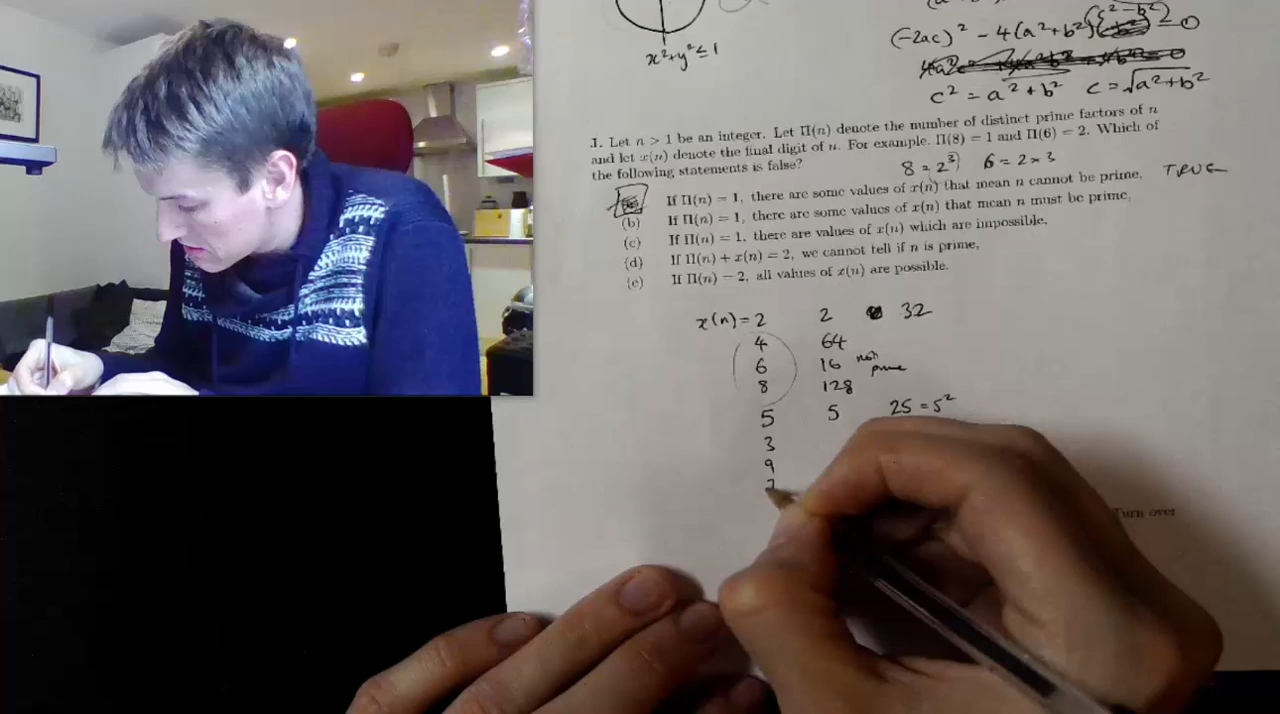 x²+y²≤1
(-2ac)² - 4(a²+b²)(c²-b²) = 0
c² = a²+b² c = √a²+b²
J. Let n > 1 be an integer. Let Π(n) denote the number of distinct prime factors of n
and let x(n) denote the final digit of n. For example, Π(8) = 1 and Π(6) = 2. Which of
the following statements is false?
8 = 2³ 6 = 2×3
If Π(n) = 1, there are some values of x(n) that mean n cannot be prime, TRUE
(b) If Π(n) = 1, there are some values of x(n) that mean n must be prime,
(c) If Π(n) = 1, there are values of x(n) which are impossible,
(d) If Π(n) + x(n) = 2, we cannot tell if n is prime,
(e) If Π(n) = 2, all values of x(n) are possible.
x(n) = 2 2 32
4 64
6 16 not prime
8 128
5 5 25 = 5²
3
9
7
Turn over